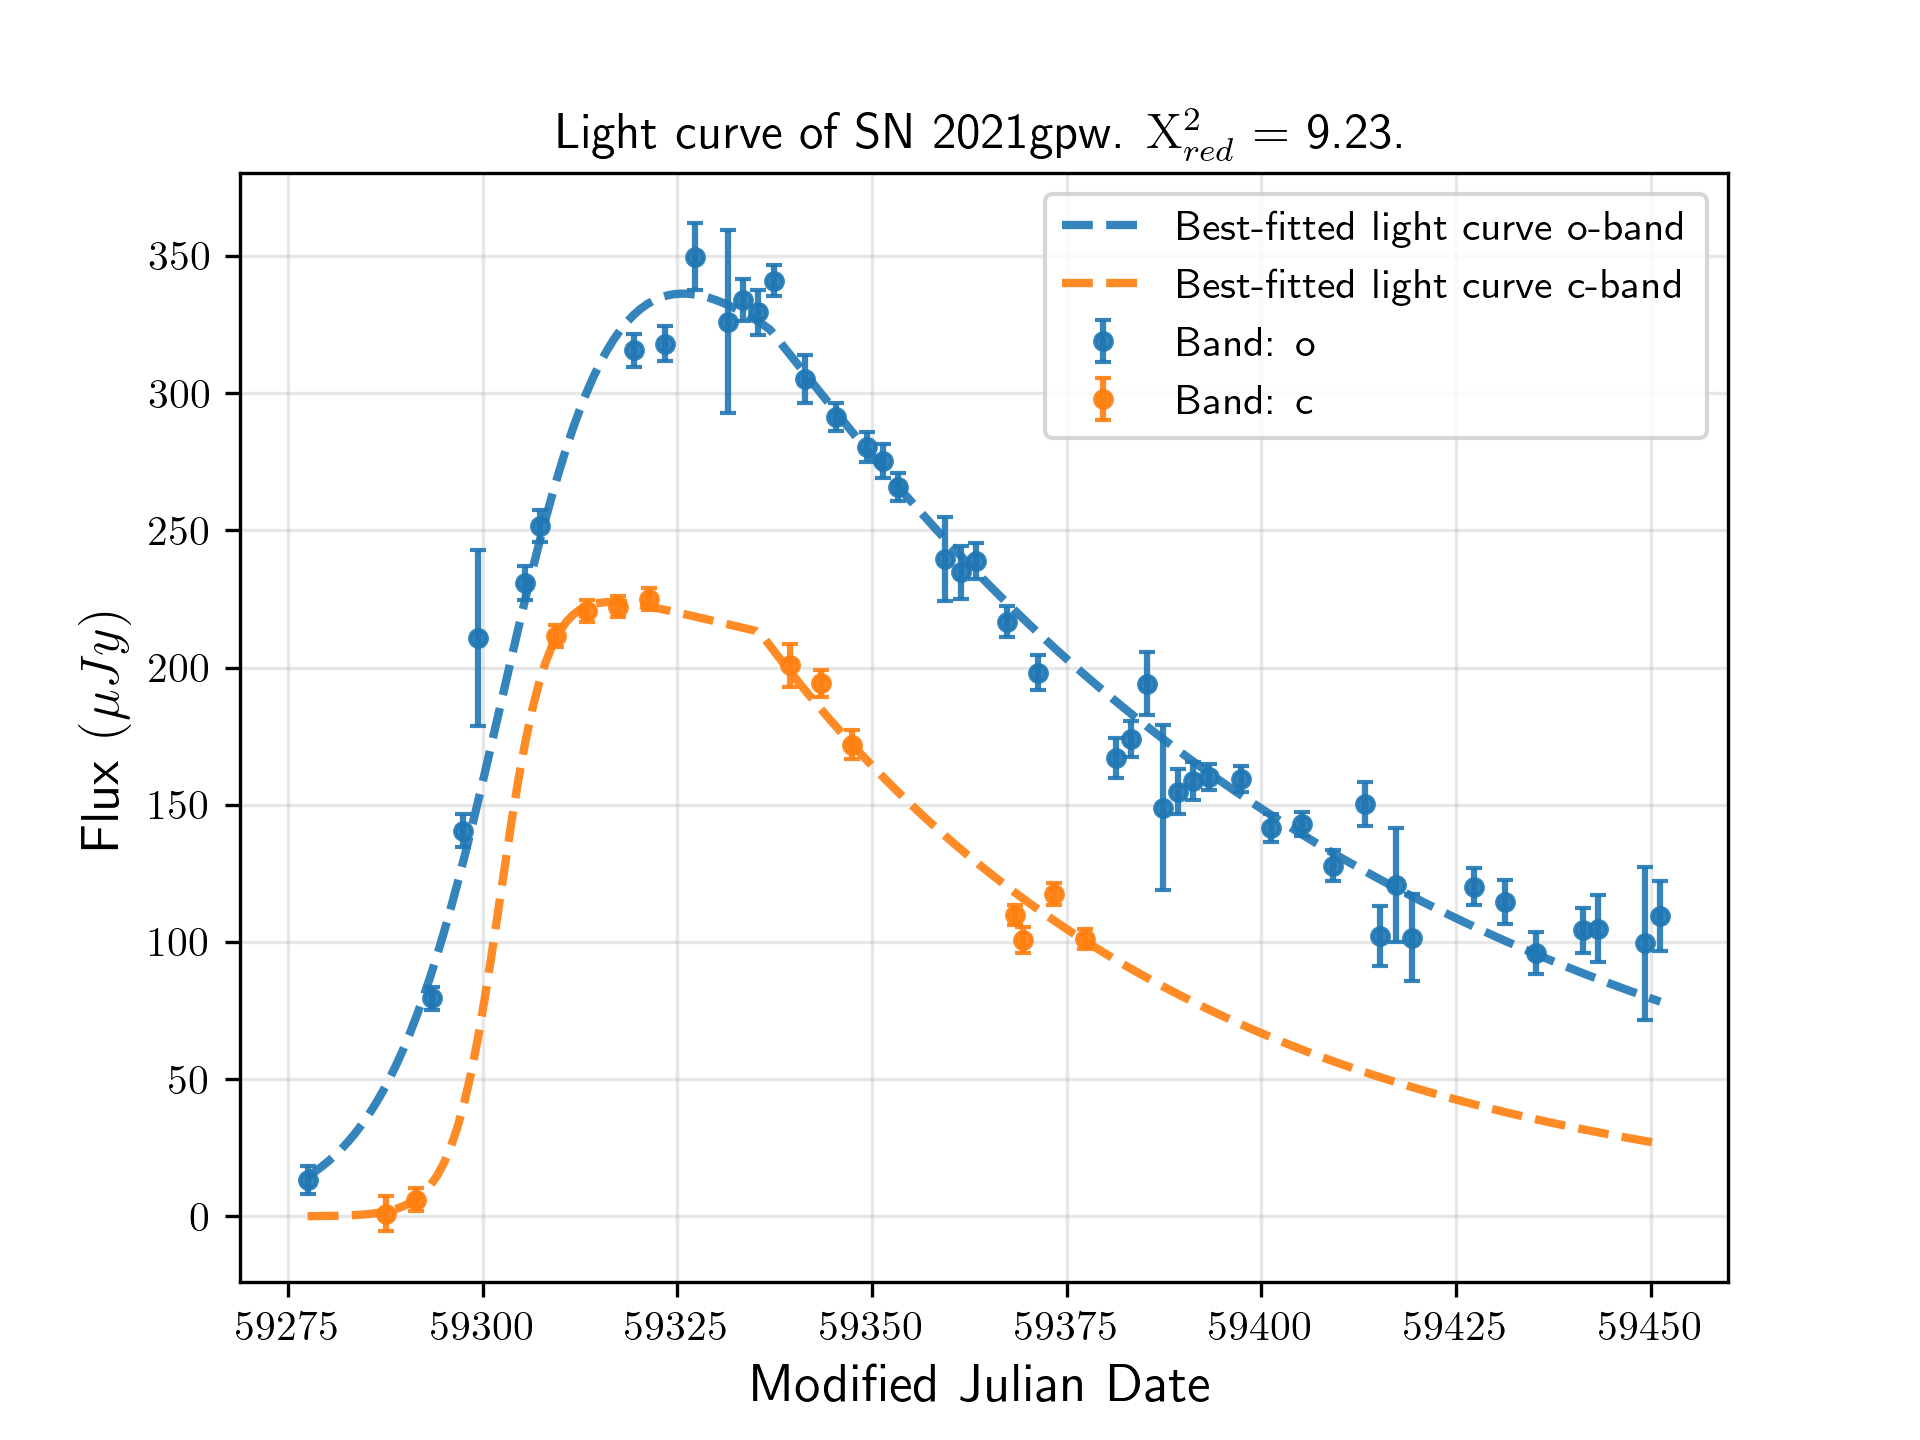 Light curve of SN 2021gpw. X²_red = 9.23.
Best-fitted light curve o-band
Best-fitted light curve c-band
Band: o
Band: c
Flux (μJy)
350
300
250
200
150
100
50
0
59275 59300 59325 59350 59375 59400 59425 59450
Modified Julian Date